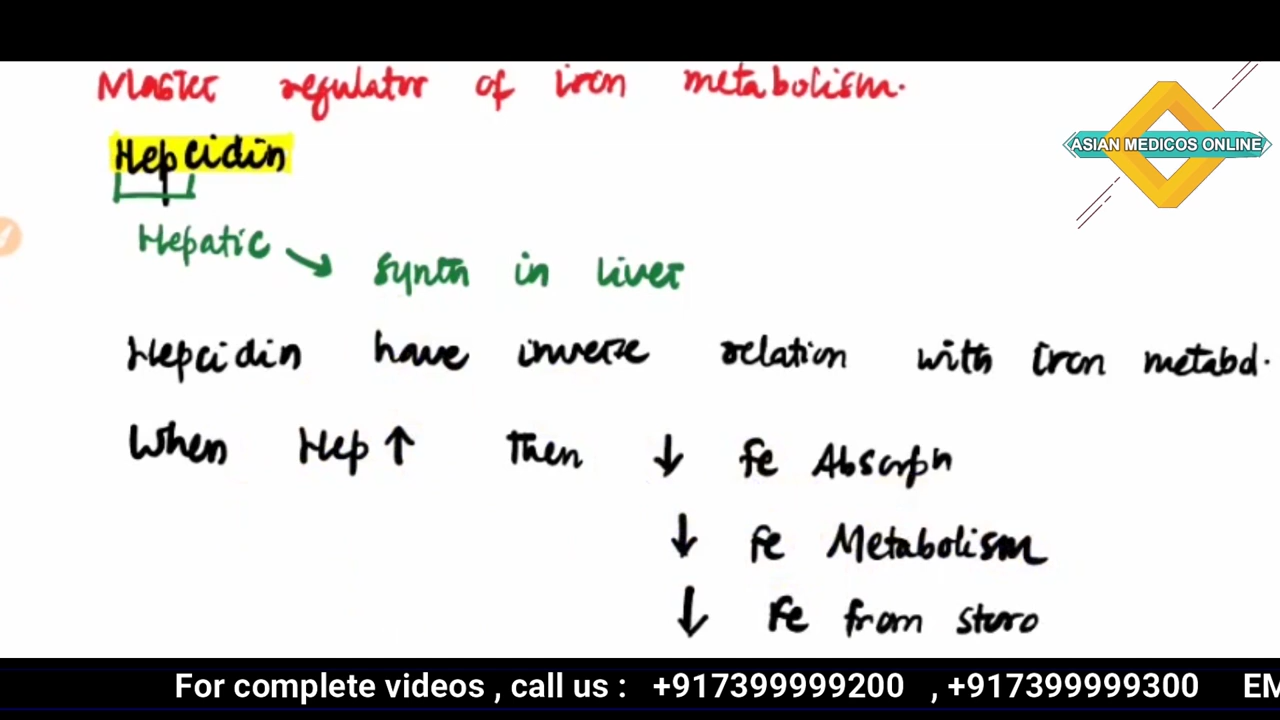 Master regulator of iron metabolism.
Hepcidin
ASIAN MEDICOS ONLINE
Hepatic
synth in liver
Hepcidin have inverse relation with iron metabol.
When Hep ↑ Then ↓ Fe Absorpn
↓ Fe Metabolism
↓ Fe from storo
For complete videos , call us : +917399999200 , +917399999300 EM